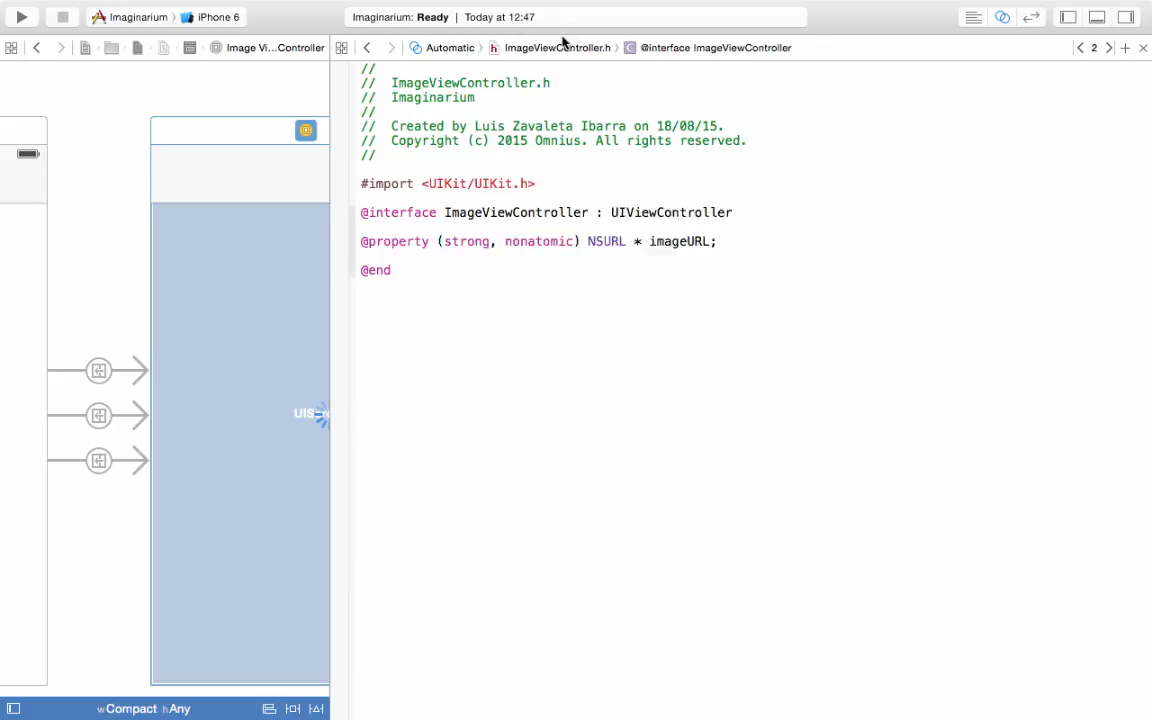 Imaginarium › iPhone 6
Imaginarium: Ready | Today at 12:47
Image Vi...Controller
Automatic › h ImageViewController.h › C @interface ImageViewController
2
//
//  ImageViewController.h
//  Imaginarium
//
//  Created by Luis Zavaleta Ibarra on 18/08/15.
//  Copyright (c) 2015 Omnius. All rights reserved.
//
#import <UIKit/UIKit.h>
@interface ImageViewController : UIViewController
@property (strong, nonatomic) NSURL * imageURL;
@end
wCompact hAny